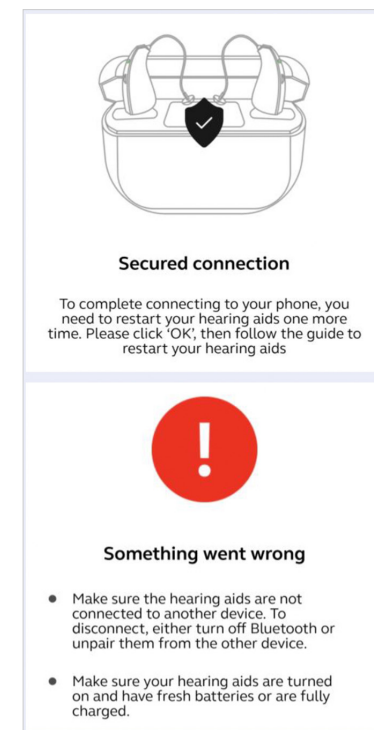 Secured connection
To complete connecting to your phone, you
need to restart your hearing aids one more
time. Please click ‘OK’, then follow the guide to
restart your hearing aids
Something went wrong
● Make sure the hearing aids are not
connected to another device. To
disconnect, either turn off Bluetooth or
unpair them from the other device.
● Make sure your hearing aids are turned
on and have fresh batteries or are fully
charged.